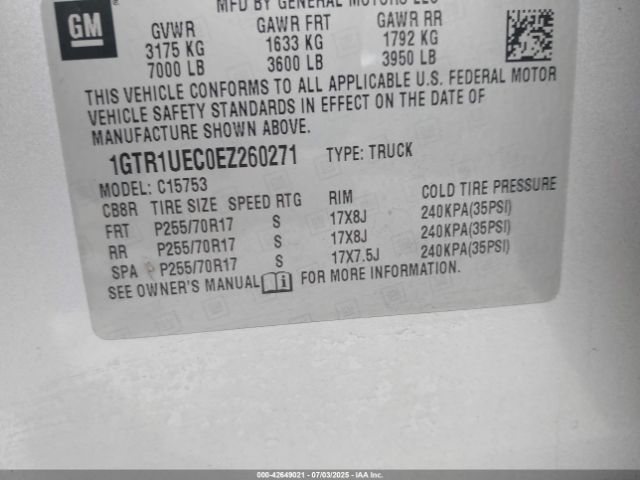 GM
MFD BY GENERAL MOTORS LLC
GVWR GAWR FRT GAWR RR
3175 KG 1633 KG 1792 KG
7000 LB 3600 LB 3950 LB
THIS VEHICLE CONFORMS TO ALL APPLICABLE U.S. FEDERAL MOTOR
VEHICLE SAFETY STANDARDS IN EFFECT ON THE DATE OF
MANUFACTURE SHOWN ABOVE.
1GTR1UEC0EZ260271 TYPE: TRUCK
MODEL: C15753
CB8R TIRE SIZE SPEED RTG RIM COLD TIRE PRESSURE
FRT P255/70R17 S 17X8J 240KPA(35PSI)
RR P255/70R17 S 17X8J 240KPA(35PSI)
SPA P255/70R17 S 17X7.5J 240KPA(35PSI)
SEE OWNER'S MANUAL FOR MORE INFORMATION.
000-42649021 - 07/03/2025 - IAAI.COM